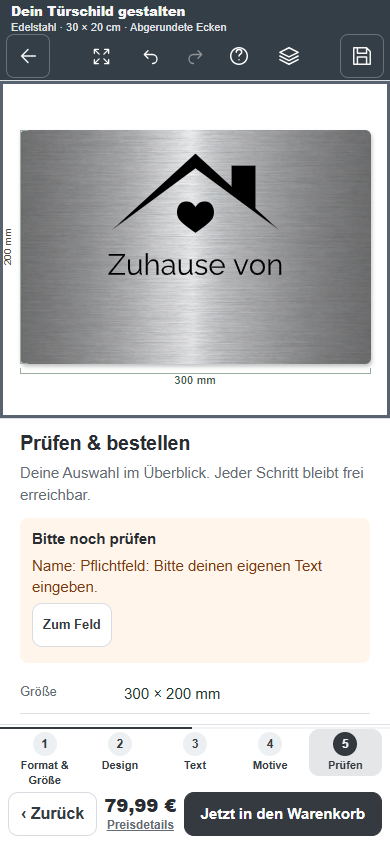 Dein Türschild gestalten
Edelstahl · 30 × 20 cm · Abgerundete Ecken
200 mm
Zuhause von
300 mm
Prüfen & bestellen
Deine Auswahl im Überblick. Jeder Schritt bleibt frei
erreichbar.
Bitte noch prüfen
Name: Pflichtfeld: Bitte deinen eigenen Text
eingeben.
Zum Feld
Größe 300 × 200 mm
1 2 3 4 5
Format & Größe Design Text Motive Prüfen
‹ Zurück 79,99 € Jetzt in den Warenkorb
Preisdetails